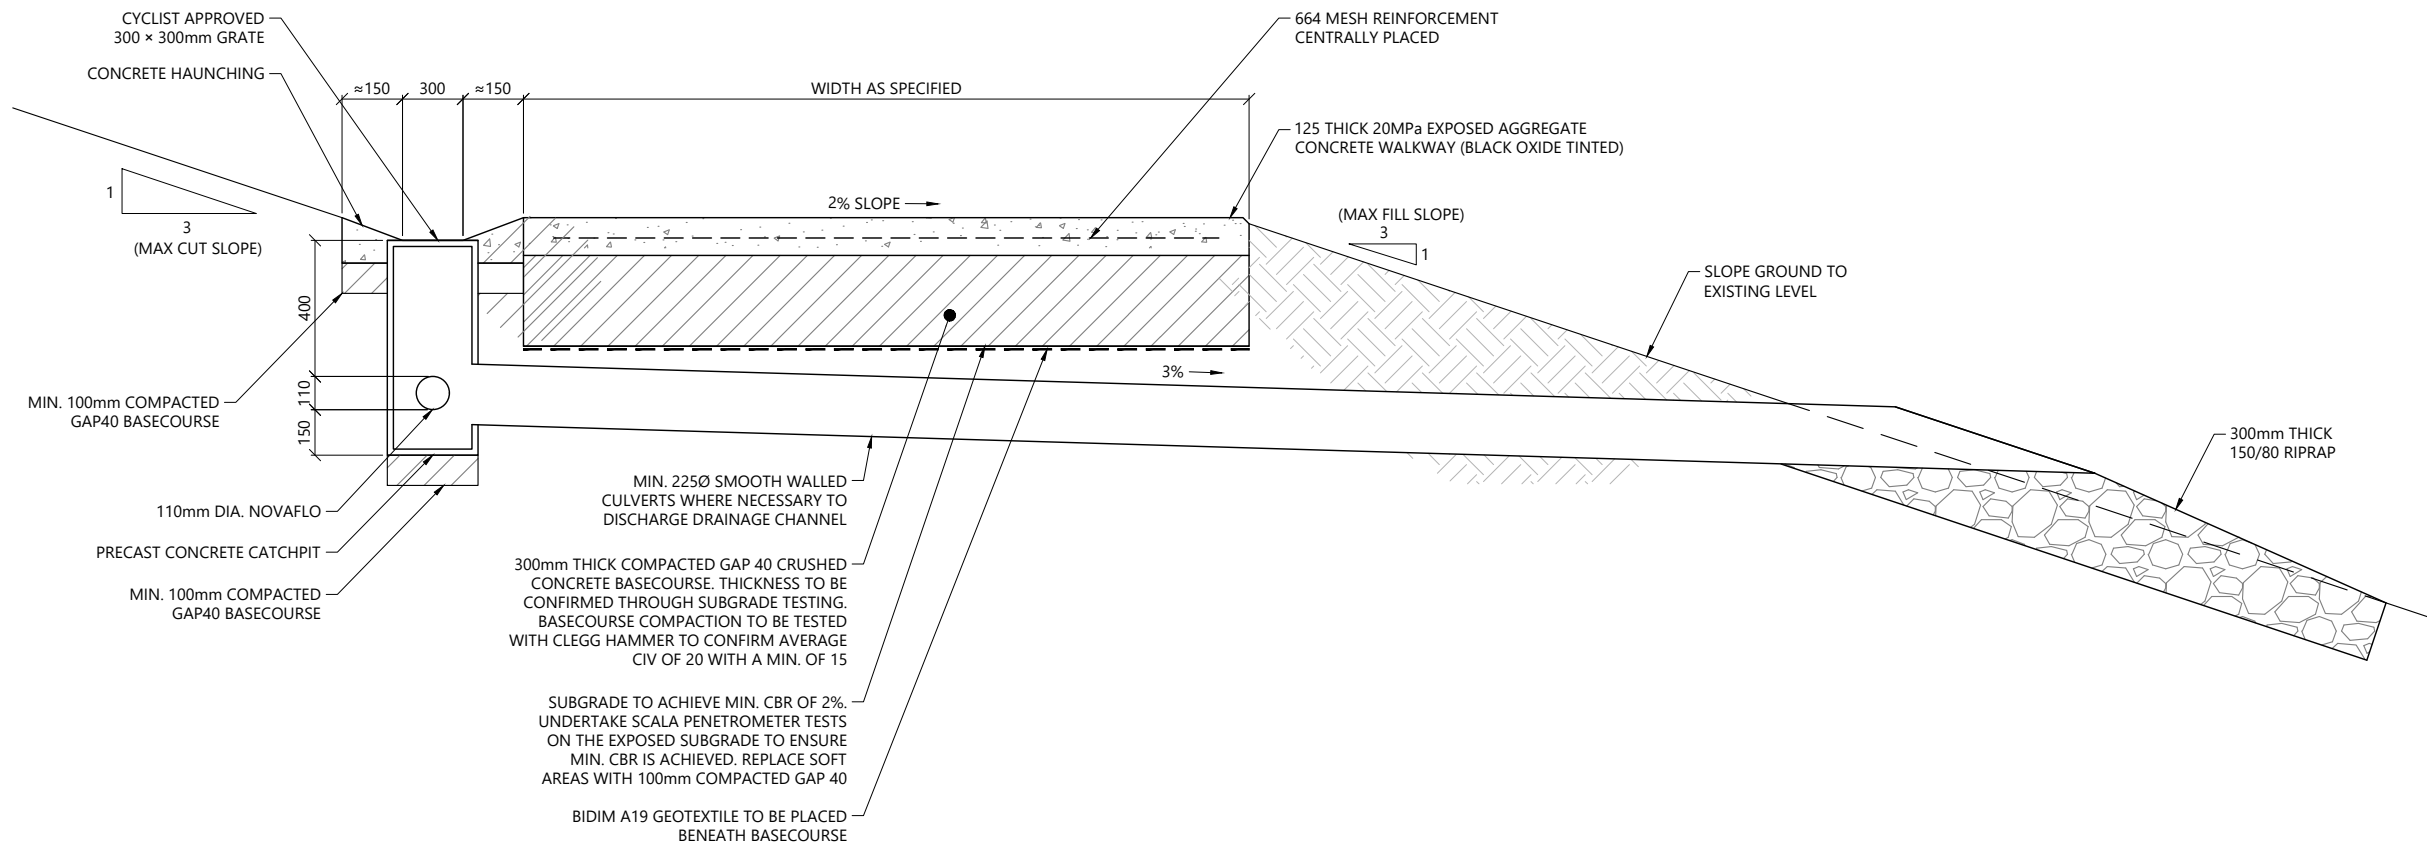 CYCLIST APPROVED
300 × 300mm GRATE
CONCRETE HAUNCHING
664 MESH REINFORCEMENT
CENTRALLY PLACED
≈150
300
≈150
WIDTH AS SPECIFIED
125 THICK 20MPa EXPOSED AGGREGATE
CONCRETE WALKWAY (BLACK OXIDE TINTED)
1
3
(MAX CUT SLOPE)
2% SLOPE
(MAX FILL SLOPE)
3
1
SLOPE GROUND TO
EXISTING LEVEL
400
110
150
3%
MIN. 100mm COMPACTED
GAP40 BASECOURSE
300mm THICK
150/80 RIPRAP
110mm DIA. NOVAFLO
PRECAST CONCRETE CATCHPIT
MIN. 100mm COMPACTED
GAP40 BASECOURSE
MIN. 225Ø SMOOTH WALLED
CULVERTS WHERE NECESSARY TO
DISCHARGE DRAINAGE CHANNEL
300mm THICK COMPACTED GAP 40 CRUSHED
CONCRETE BASECOURSE. THICKNESS TO BE
CONFIRMED THROUGH SUBGRADE TESTING.
BASECOURSE COMPACTION TO BE TESTED
WITH CLEGG HAMMER TO CONFIRM AVERAGE
CIV OF 20 WITH A MIN. OF 15
SUBGRADE TO ACHIEVE MIN. CBR OF 2%.
UNDERTAKE SCALA PENETROMETER TESTS
ON THE EXPOSED SUBGRADE TO ENSURE
MIN. CBR IS ACHIEVED. REPLACE SOFT
AREAS WITH 100mm COMPACTED GAP 40
BIDIM A19 GEOTEXTILE TO BE PLACED
BENEATH BASECOURSE